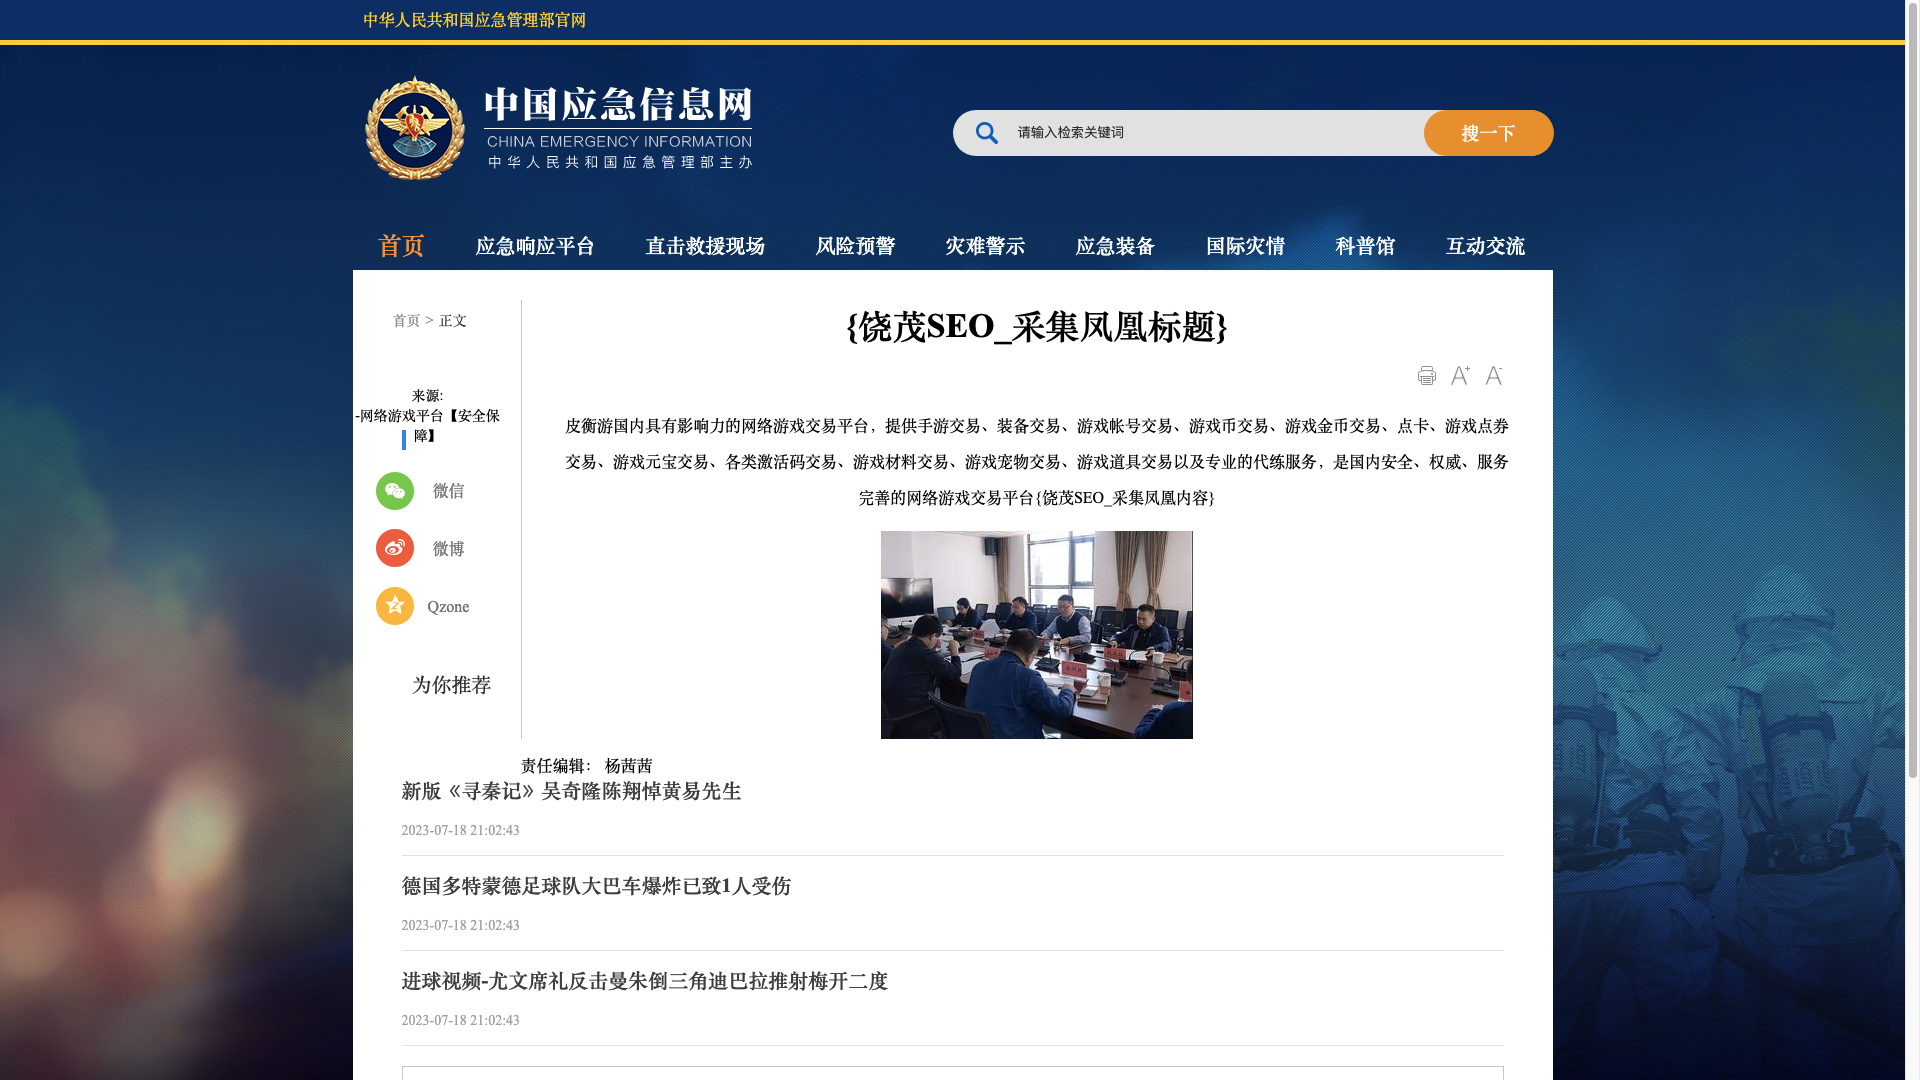 中华人民共和国应急管理部官网
中国应急信息网
CHINA EMERGENCY INFORMATION
中华人民共和国应急管理部主办
请输入检索关键词
搜一下
首页
应急响应平台
直击救援现场
风险预警
灾难警示
应急装备
国际灾情
科普馆
互动交流
首页 > 正文
{饶茂SEO_采集凤凰标题}
A+
A-
来源:
-网络游戏平台【安全保
障】
微信
微博
Qzone
为你推荐
皮衡游国内具有影响力的网络游戏交易平台，提供手游交易、装备交易、游戏帐号交易、游戏币交易、游戏金币交易、点卡、游戏点券
交易、游戏元宝交易、各类激活码交易、游戏材料交易、游戏宠物交易、游戏道具交易以及专业的代练服务，是国内安全、权威、服务
完善的网络游戏交易平台{饶茂SEO_采集凤凰内容}
责任编辑： 杨茜茜
新版《寻秦记》吴奇隆陈翔悼黄易先生
2023-07-18 21:02:43
德国多特蒙德足球队大巴车爆炸已致1人受伤
2023-07-18 21:02:43
进球视频-尤文席礼反击曼朱倒三角迪巴拉推射梅开二度
2023-07-18 21:02:43